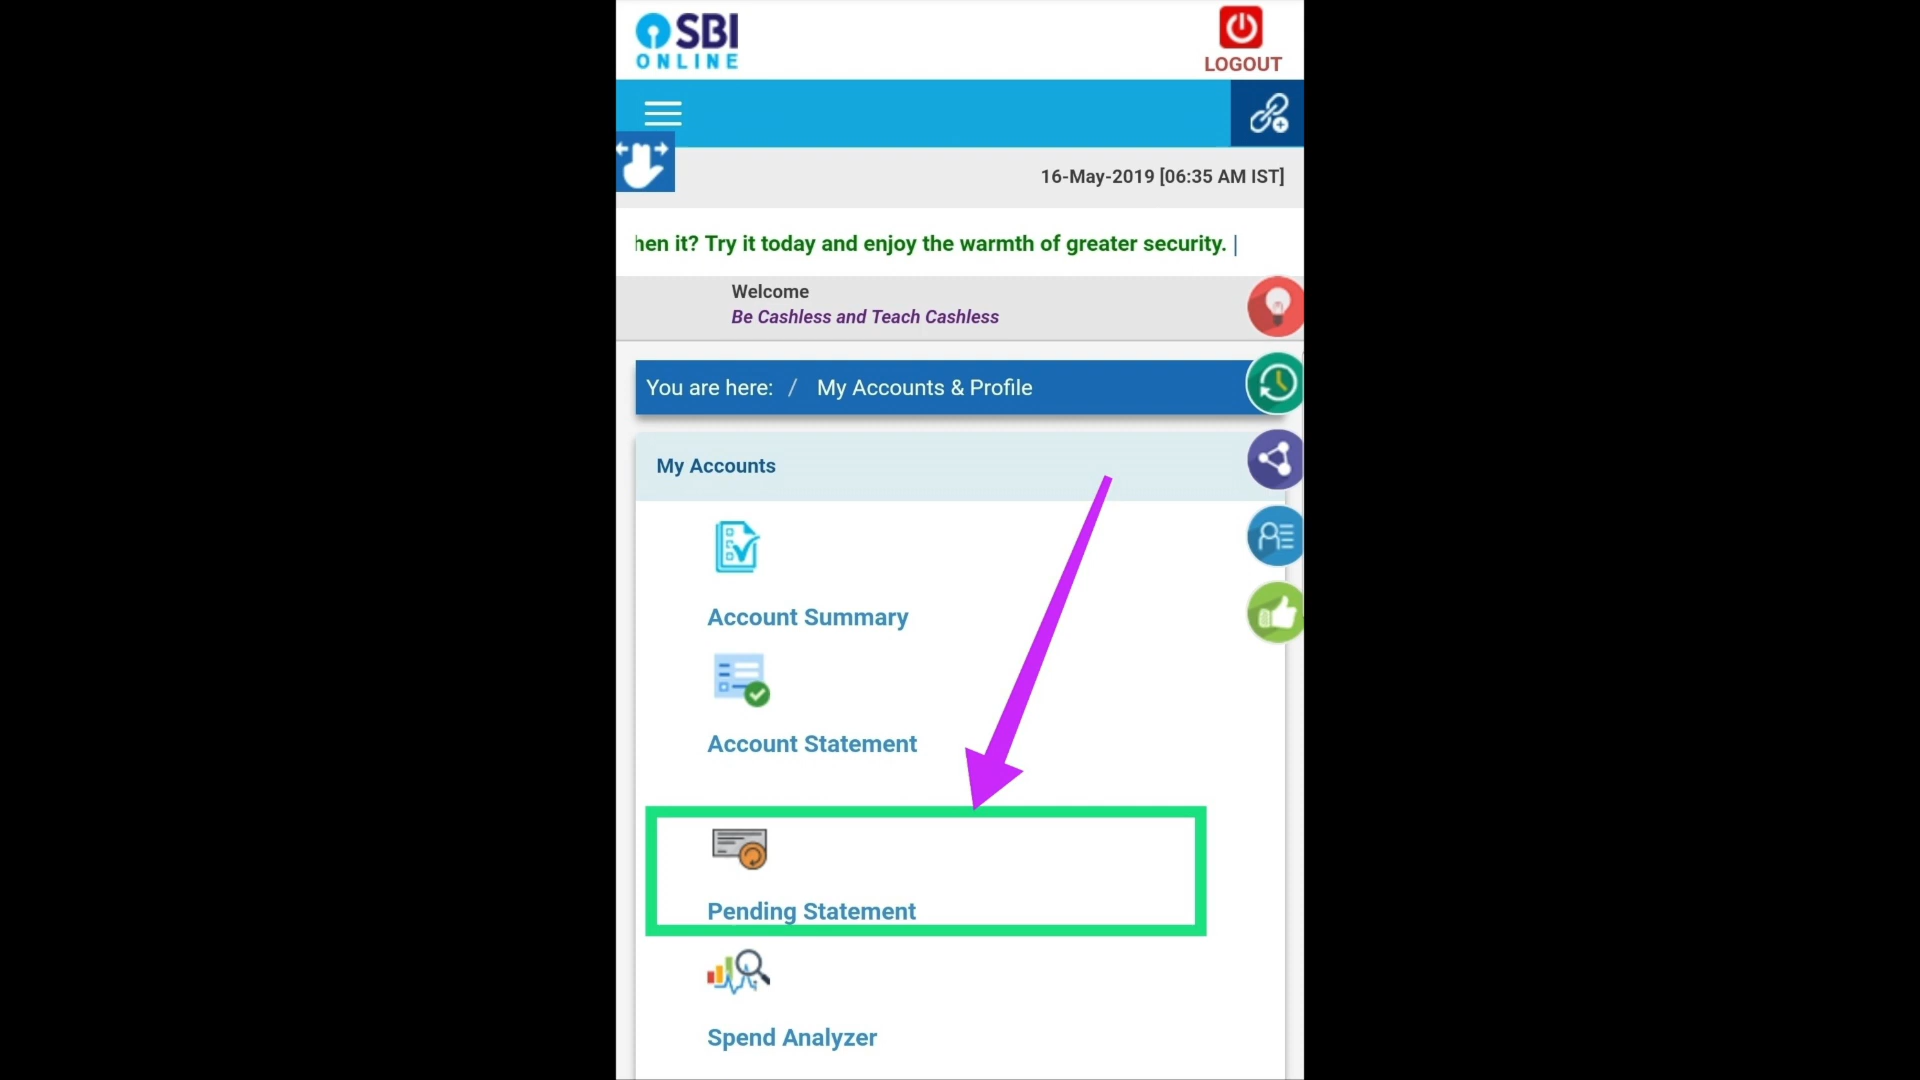 SBI
ONLINE
LOGOUT
16-May-2019 [06:35 AM IST]
hen it? Try it today and enjoy the warmth of greater security. |
Welcome
Be Cashless and Teach Cashless
You are here: / My Accounts & Profile
My Accounts
Account Summary
Account Statement
Pending Statement
Spend Analyzer